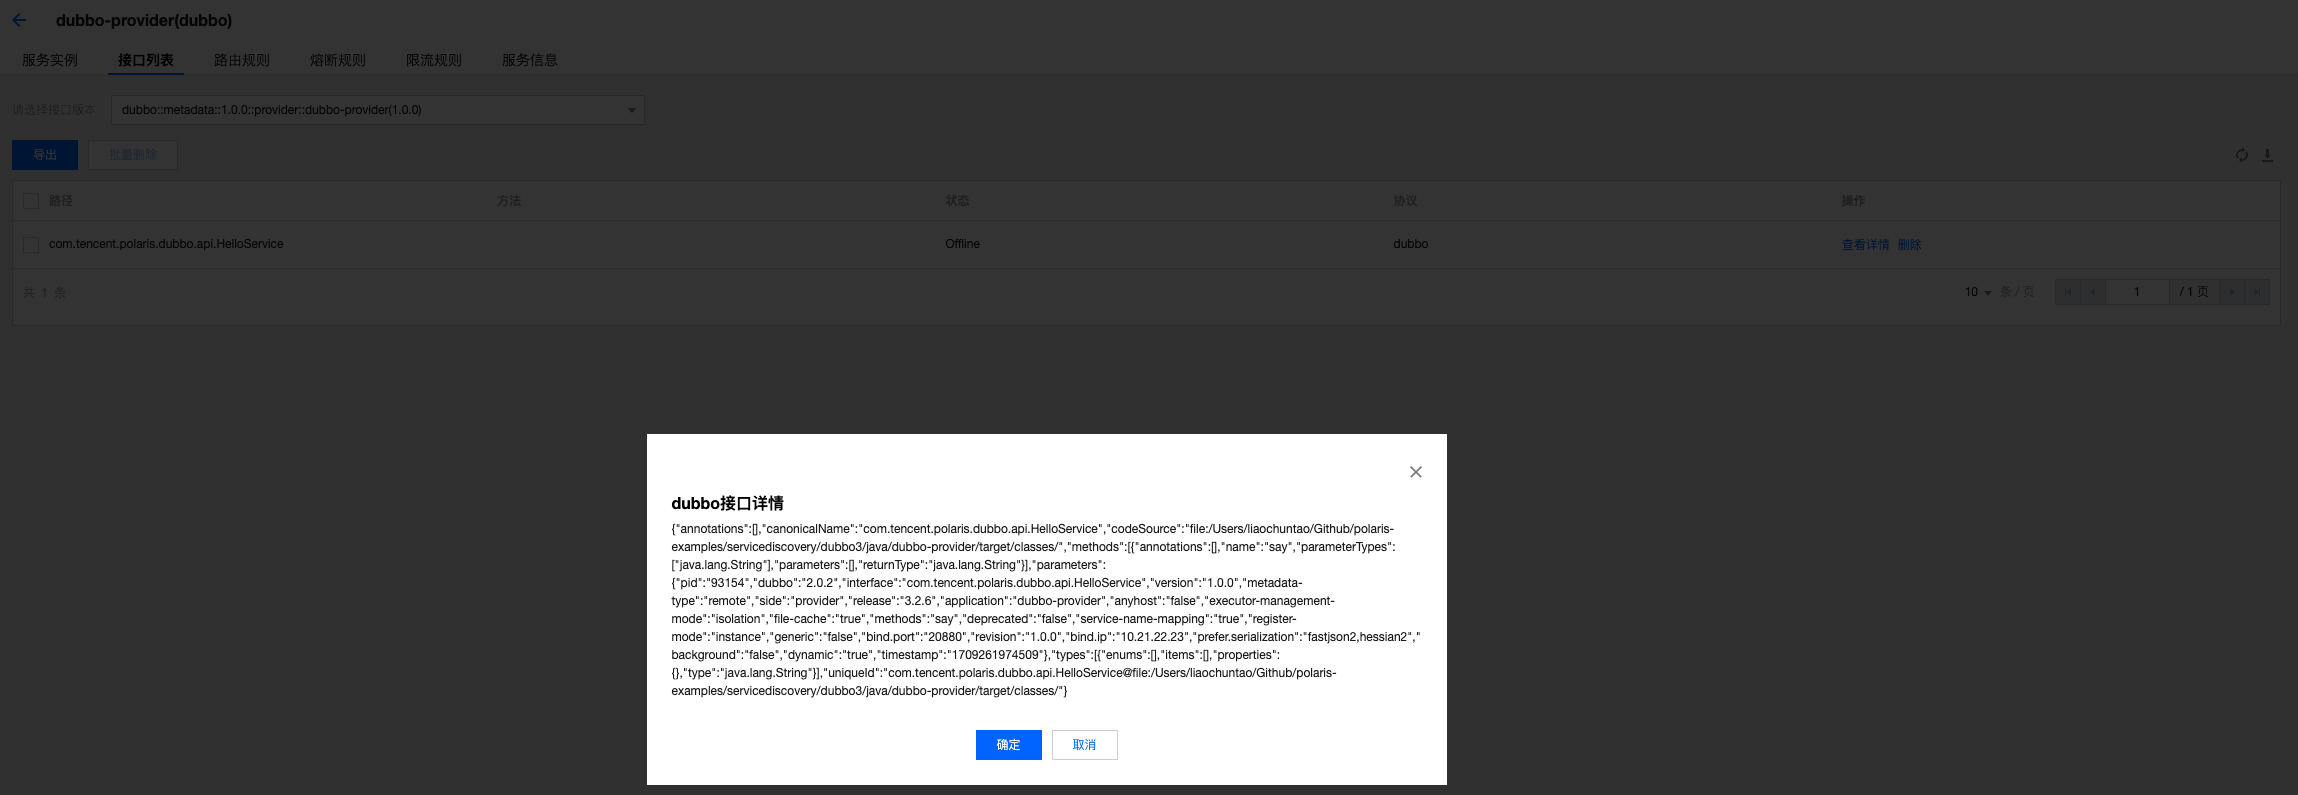 dubbo-provider(dubbo)
服务实例 接口列表 路由规则 熔断规则 限流规则 服务信息
请选择接口版本 dubbo::metadata::1.0.0::provider::dubbo-provider(1.0.0)
导出 批量删除
路径 方法 状态 协议 操作
com.tencent.polaris.dubbo.api.HelloService Offline dubbo 查看详情 删除
共 1 条 10 条 / 页 1 / 1 页
dubbo接口详情
{"annotations":[],"canonicalName":"com.tencent.polaris.dubbo.api.HelloService","codeSource":"file:/Users/liaochuntao/Github/polaris-
examples/servicediscovery/dubbo3/java/dubbo-provider/target/classes/","methods":[{"annotations":[],"name":"say","parameterTypes":
["java.lang.String"],"parameters":[],"returnType":"java.lang.String"}],"parameters":
{"pid":"93154","dubbo":"2.0.2","interface":"com.tencent.polaris.dubbo.api.HelloService","version":"1.0.0","metadata-
type":"remote","side":"provider","release":"3.2.6","application":"dubbo-provider","anyhost":"false","executor-management-
mode":"isolation","file-cache":"true","methods":"say","deprecated":"false","service-name-mapping":"true","register-
mode":"instance","generic":"false","bind.port":"20880","revision":"1.0.0","bind.ip":"10.21.22.23","prefer.serialization":"fastjson2,hessian2","
background":"false","dynamic":"true","timestamp":"1709261974509"},"types":[{"enums":[],"items":[],"properties":
{},"type":"java.lang.String"}],"uniqueId":"com.tencent.polaris.dubbo.api.HelloService@file:/Users/liaochuntao/Github/polaris-
examples/servicediscovery/dubbo3/java/dubbo-provider/target/classes/"}
确定 取消